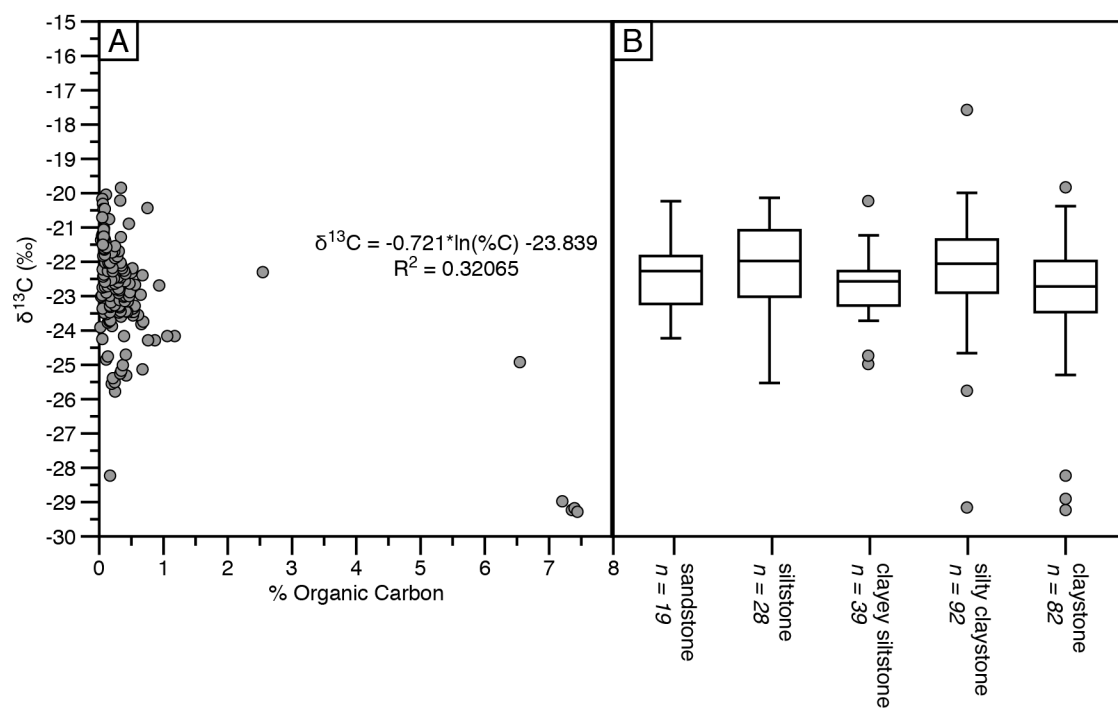 A
B
-15
-16
-17
-18
-19
-20
-21
-22
-23
-24
-25
-26
-27
-28
-29
-30
δ13C (‰)
δ13C = -0.721*ln(%C) -23.839
R2 = 0.32065
0 1 2 3 4 5 6 7 8
% Organic Carbon
sandstone
n = 19
siltstone
n = 28
clayey siltstone
n = 39
silty claystone
n = 92
claystone
n = 82